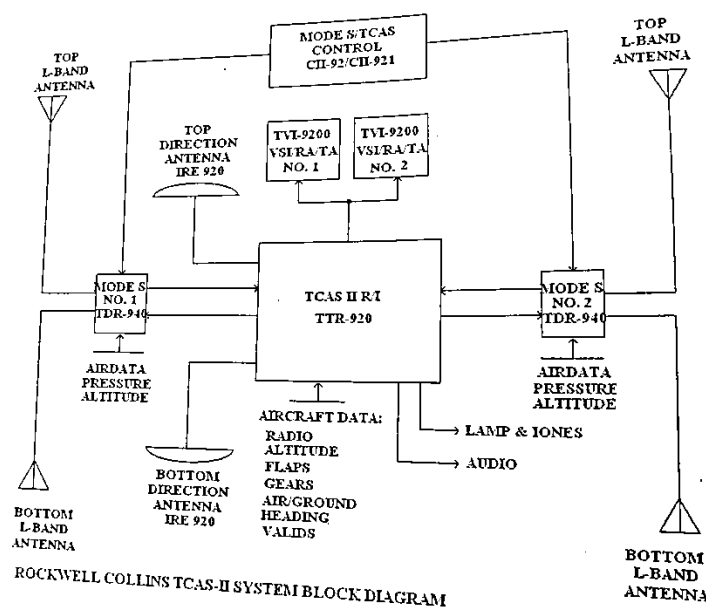 MODE S/TCAS
CONTROL
CTI-92/CTI-921
TOP
L-BAND
ANTENNA
TOP
L-BAND
ANTENNA
TOP
DIRECTION
ANTENNA
IRE 920
TVI-9200
VSI/RA/TA
NO. 1
TVI-9200
VSI/RA/TA
NO. 2
MODE S
NO. 1
TDR-940
TCAS II R/I
TTR-920
MODE S
NO. 2
TDR-940
AIRDATA
PRESSURE
ALTITUDE
AIRDATA
PRESSURE
ALTITUDE
AIRCRAFT DATA:
RADIO
ALTITUDE
FLAPS
GEARS
AIR/GROUND
HEADING
VALIDS
LAMP & IONES
AUDIO
BOTTOM
DIRECTION
ANTENNA
IRE 920
BOTTOM
L-BAND
ANTENNA
BOTTOM
L-BAND
ANTENNA
ROCKWELL COLLINS TCAS-II SYSTEM BLOCK DIAGRAM